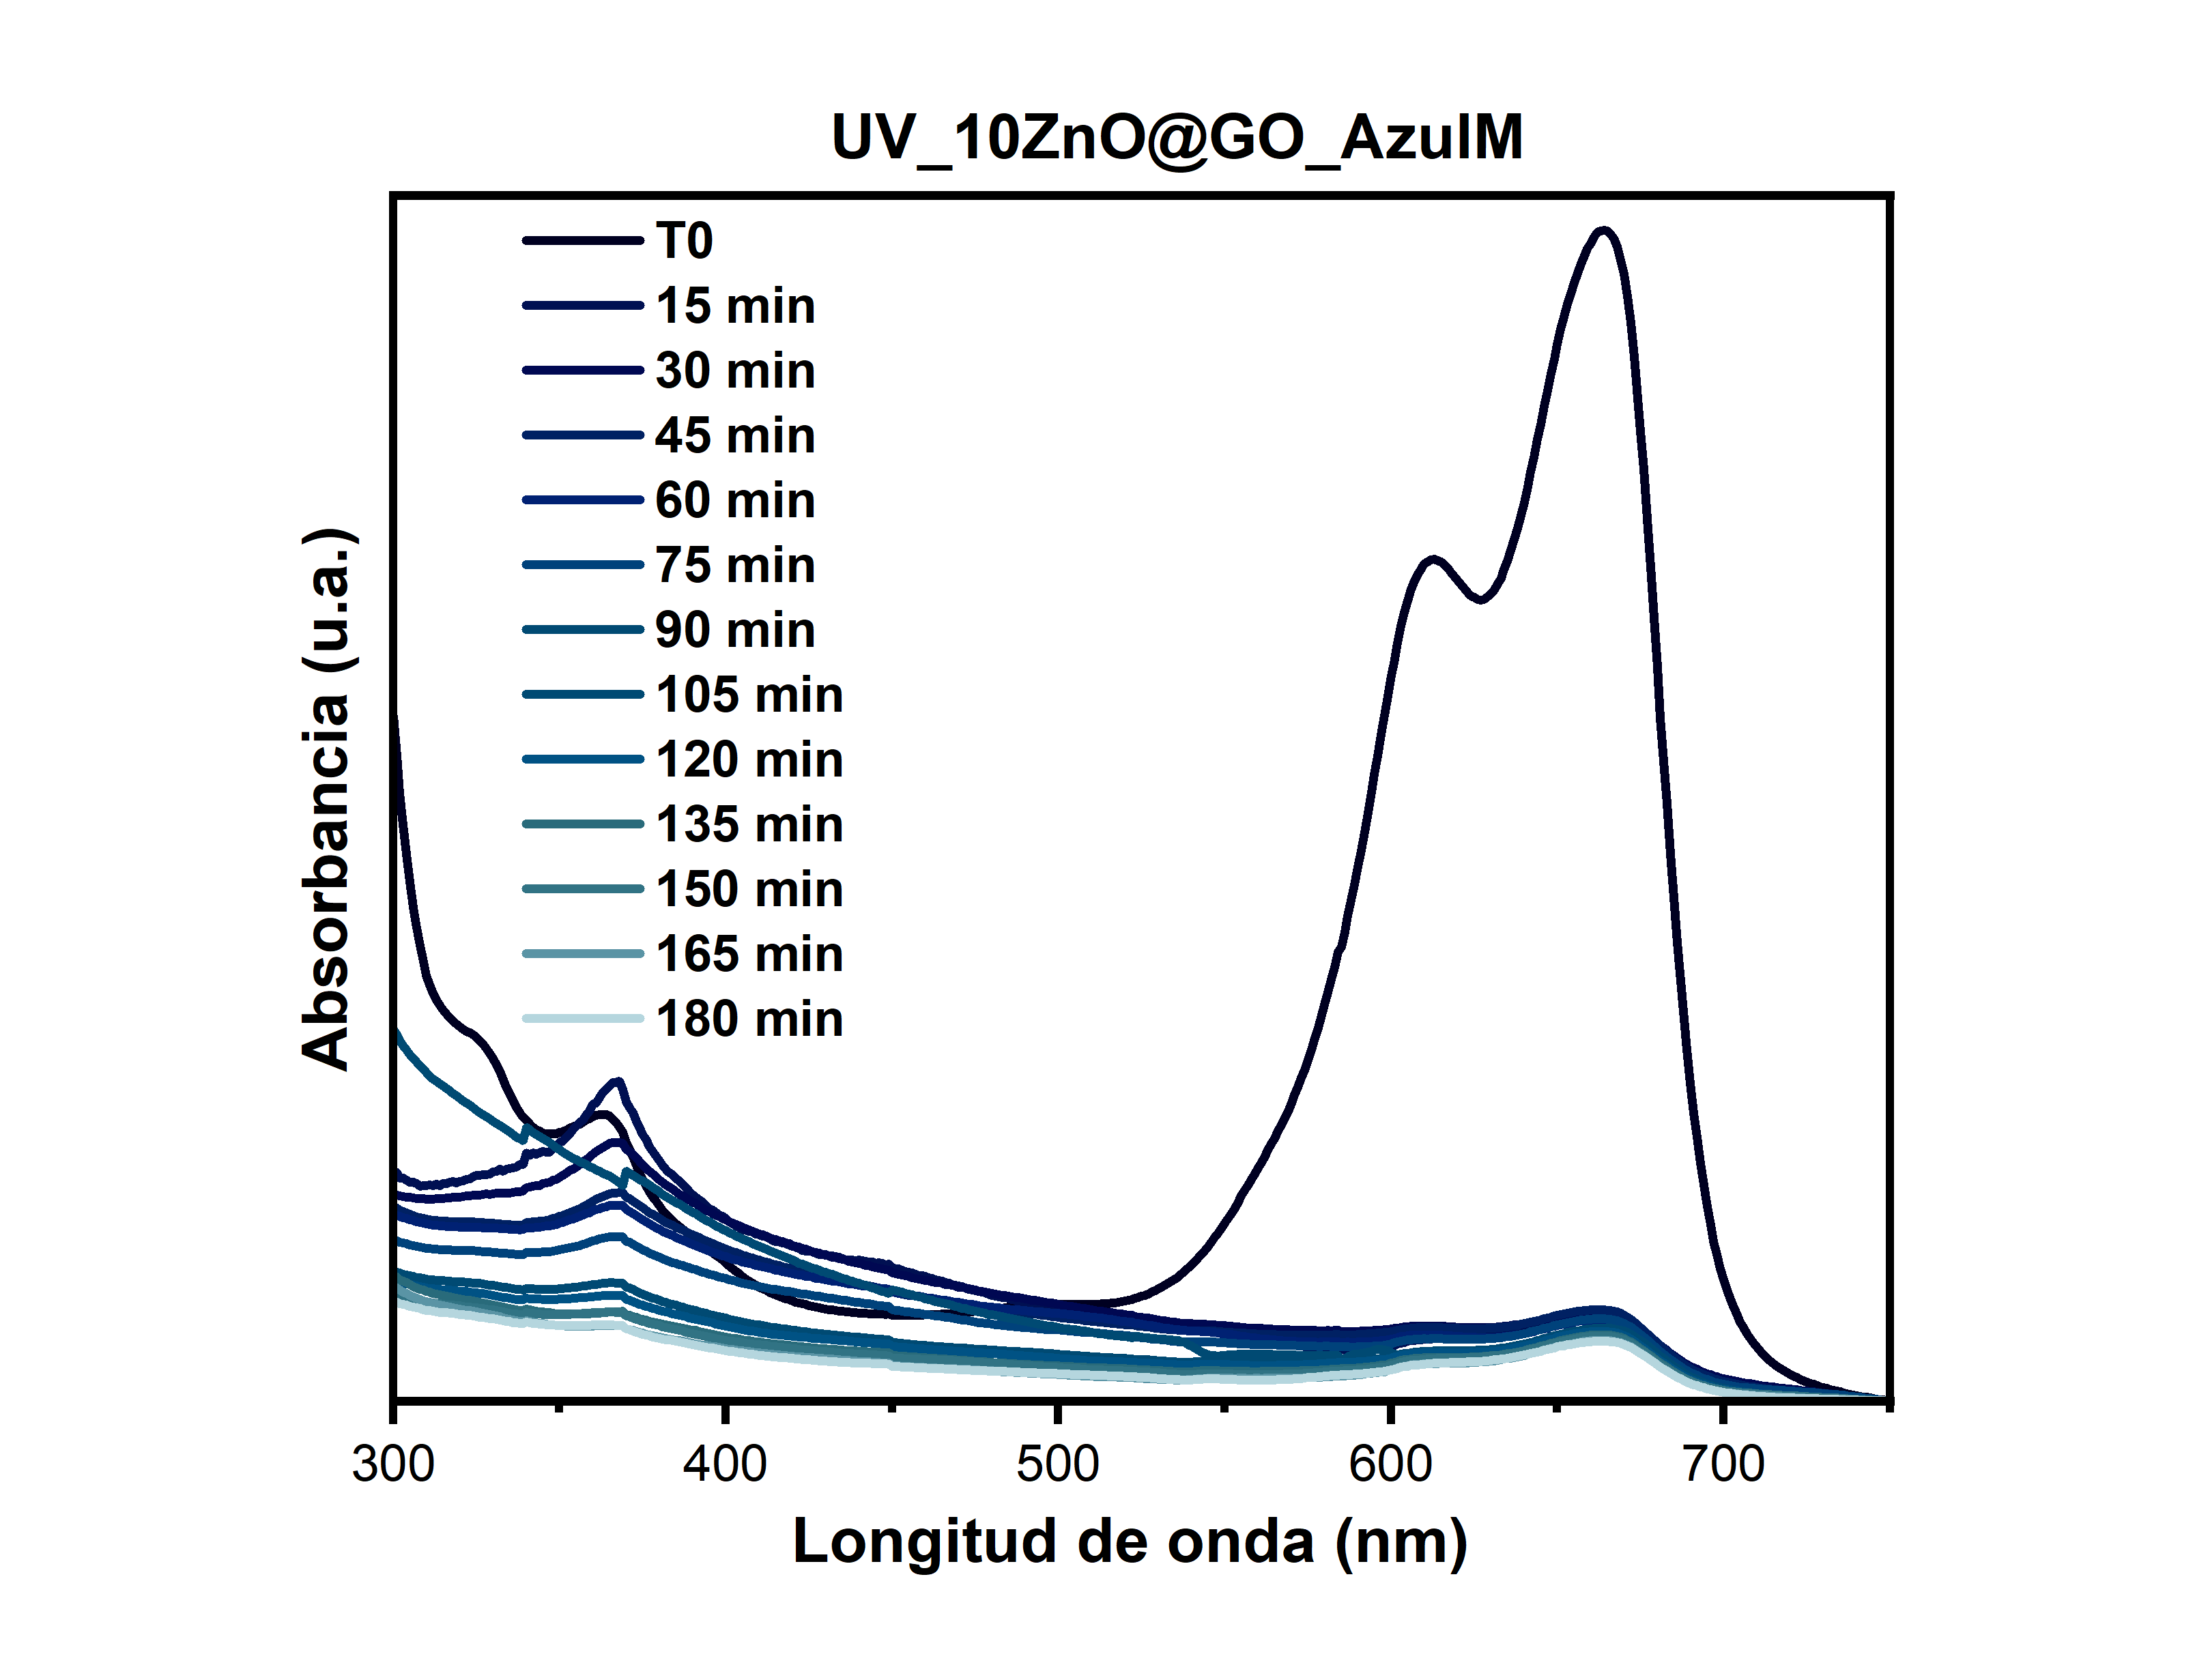 UV_10ZnO@GO_AzulM
T0
15 min
30 min
45 min
60 min
75 min
90 min
105 min
120 min
135 min
150 min
165 min
180 min
Absorbancia (u.a.)
300 400 500 600 700
Longitud de onda (nm)